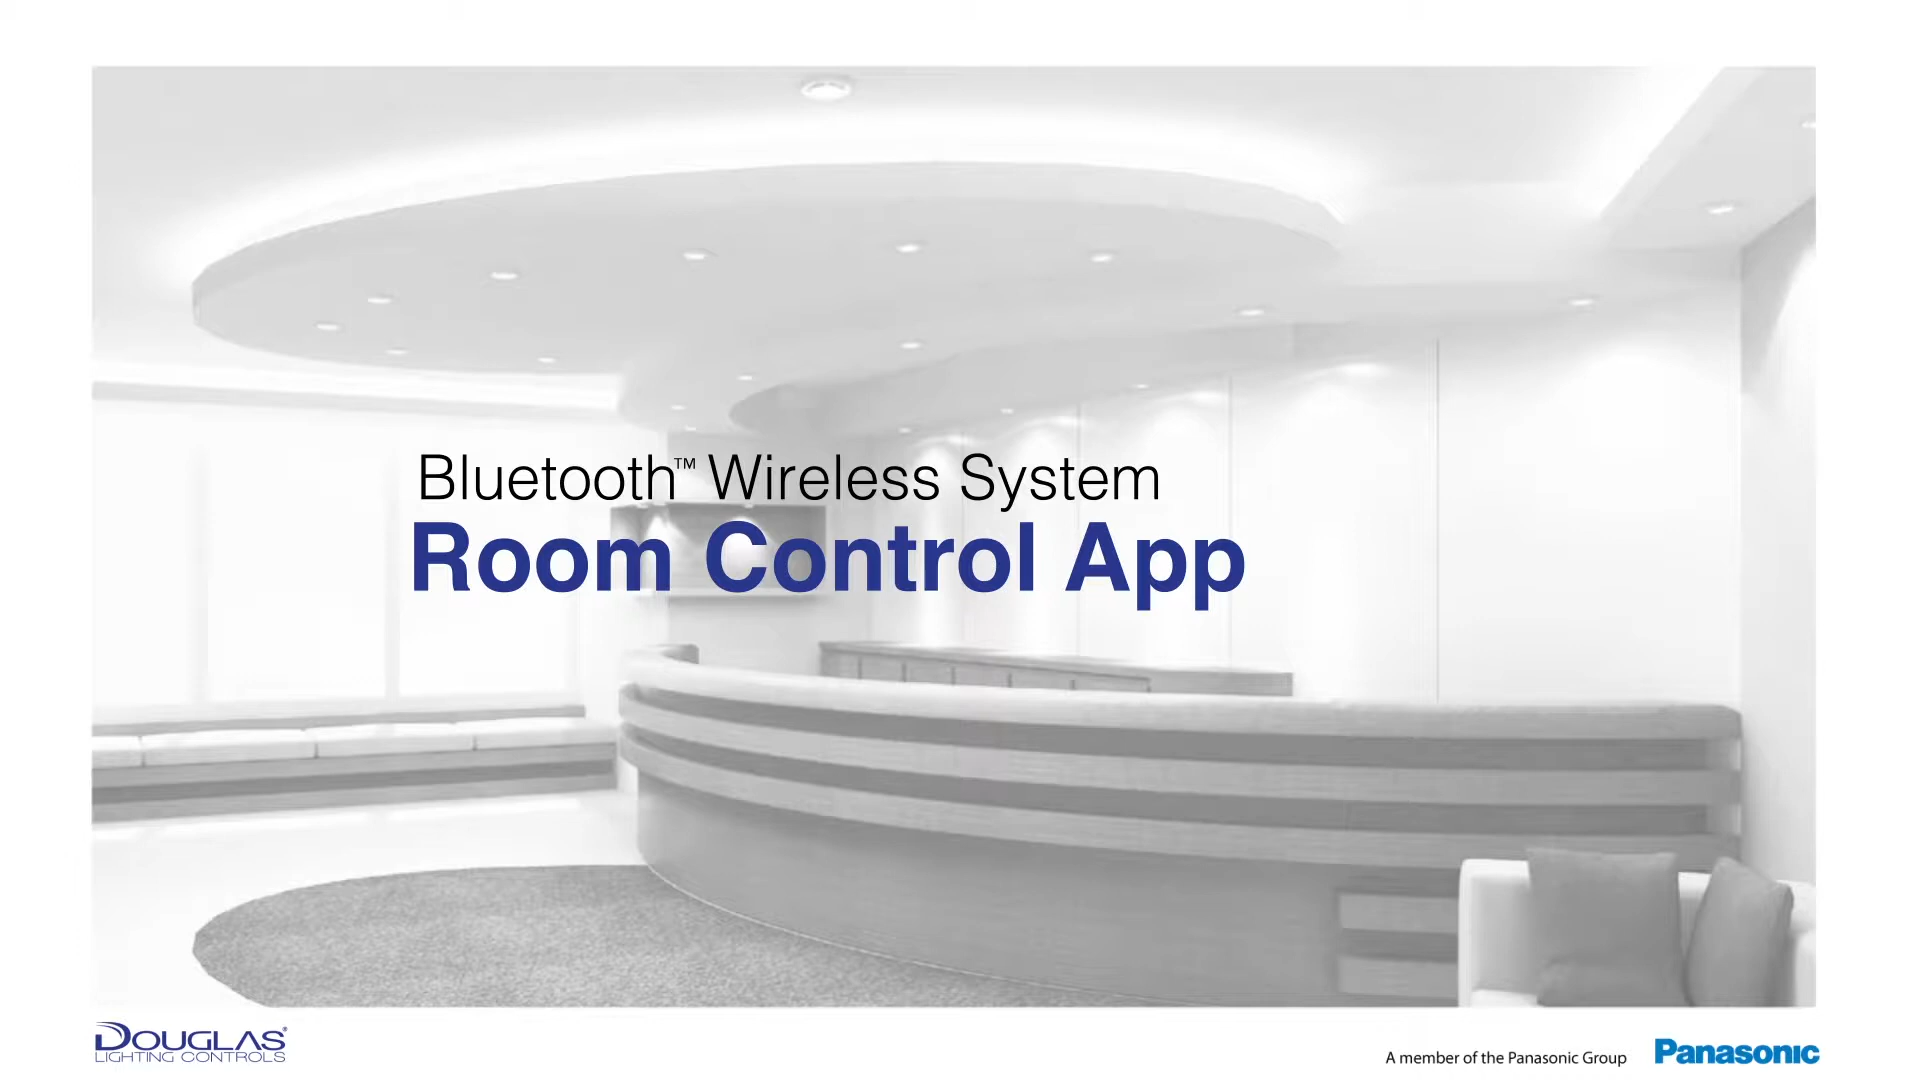 Bluetooth™ Wireless System
Room Control App
DOUGLAS®
LIGHTING CONTROLS
A member of the Panasonic Group
Panasonic